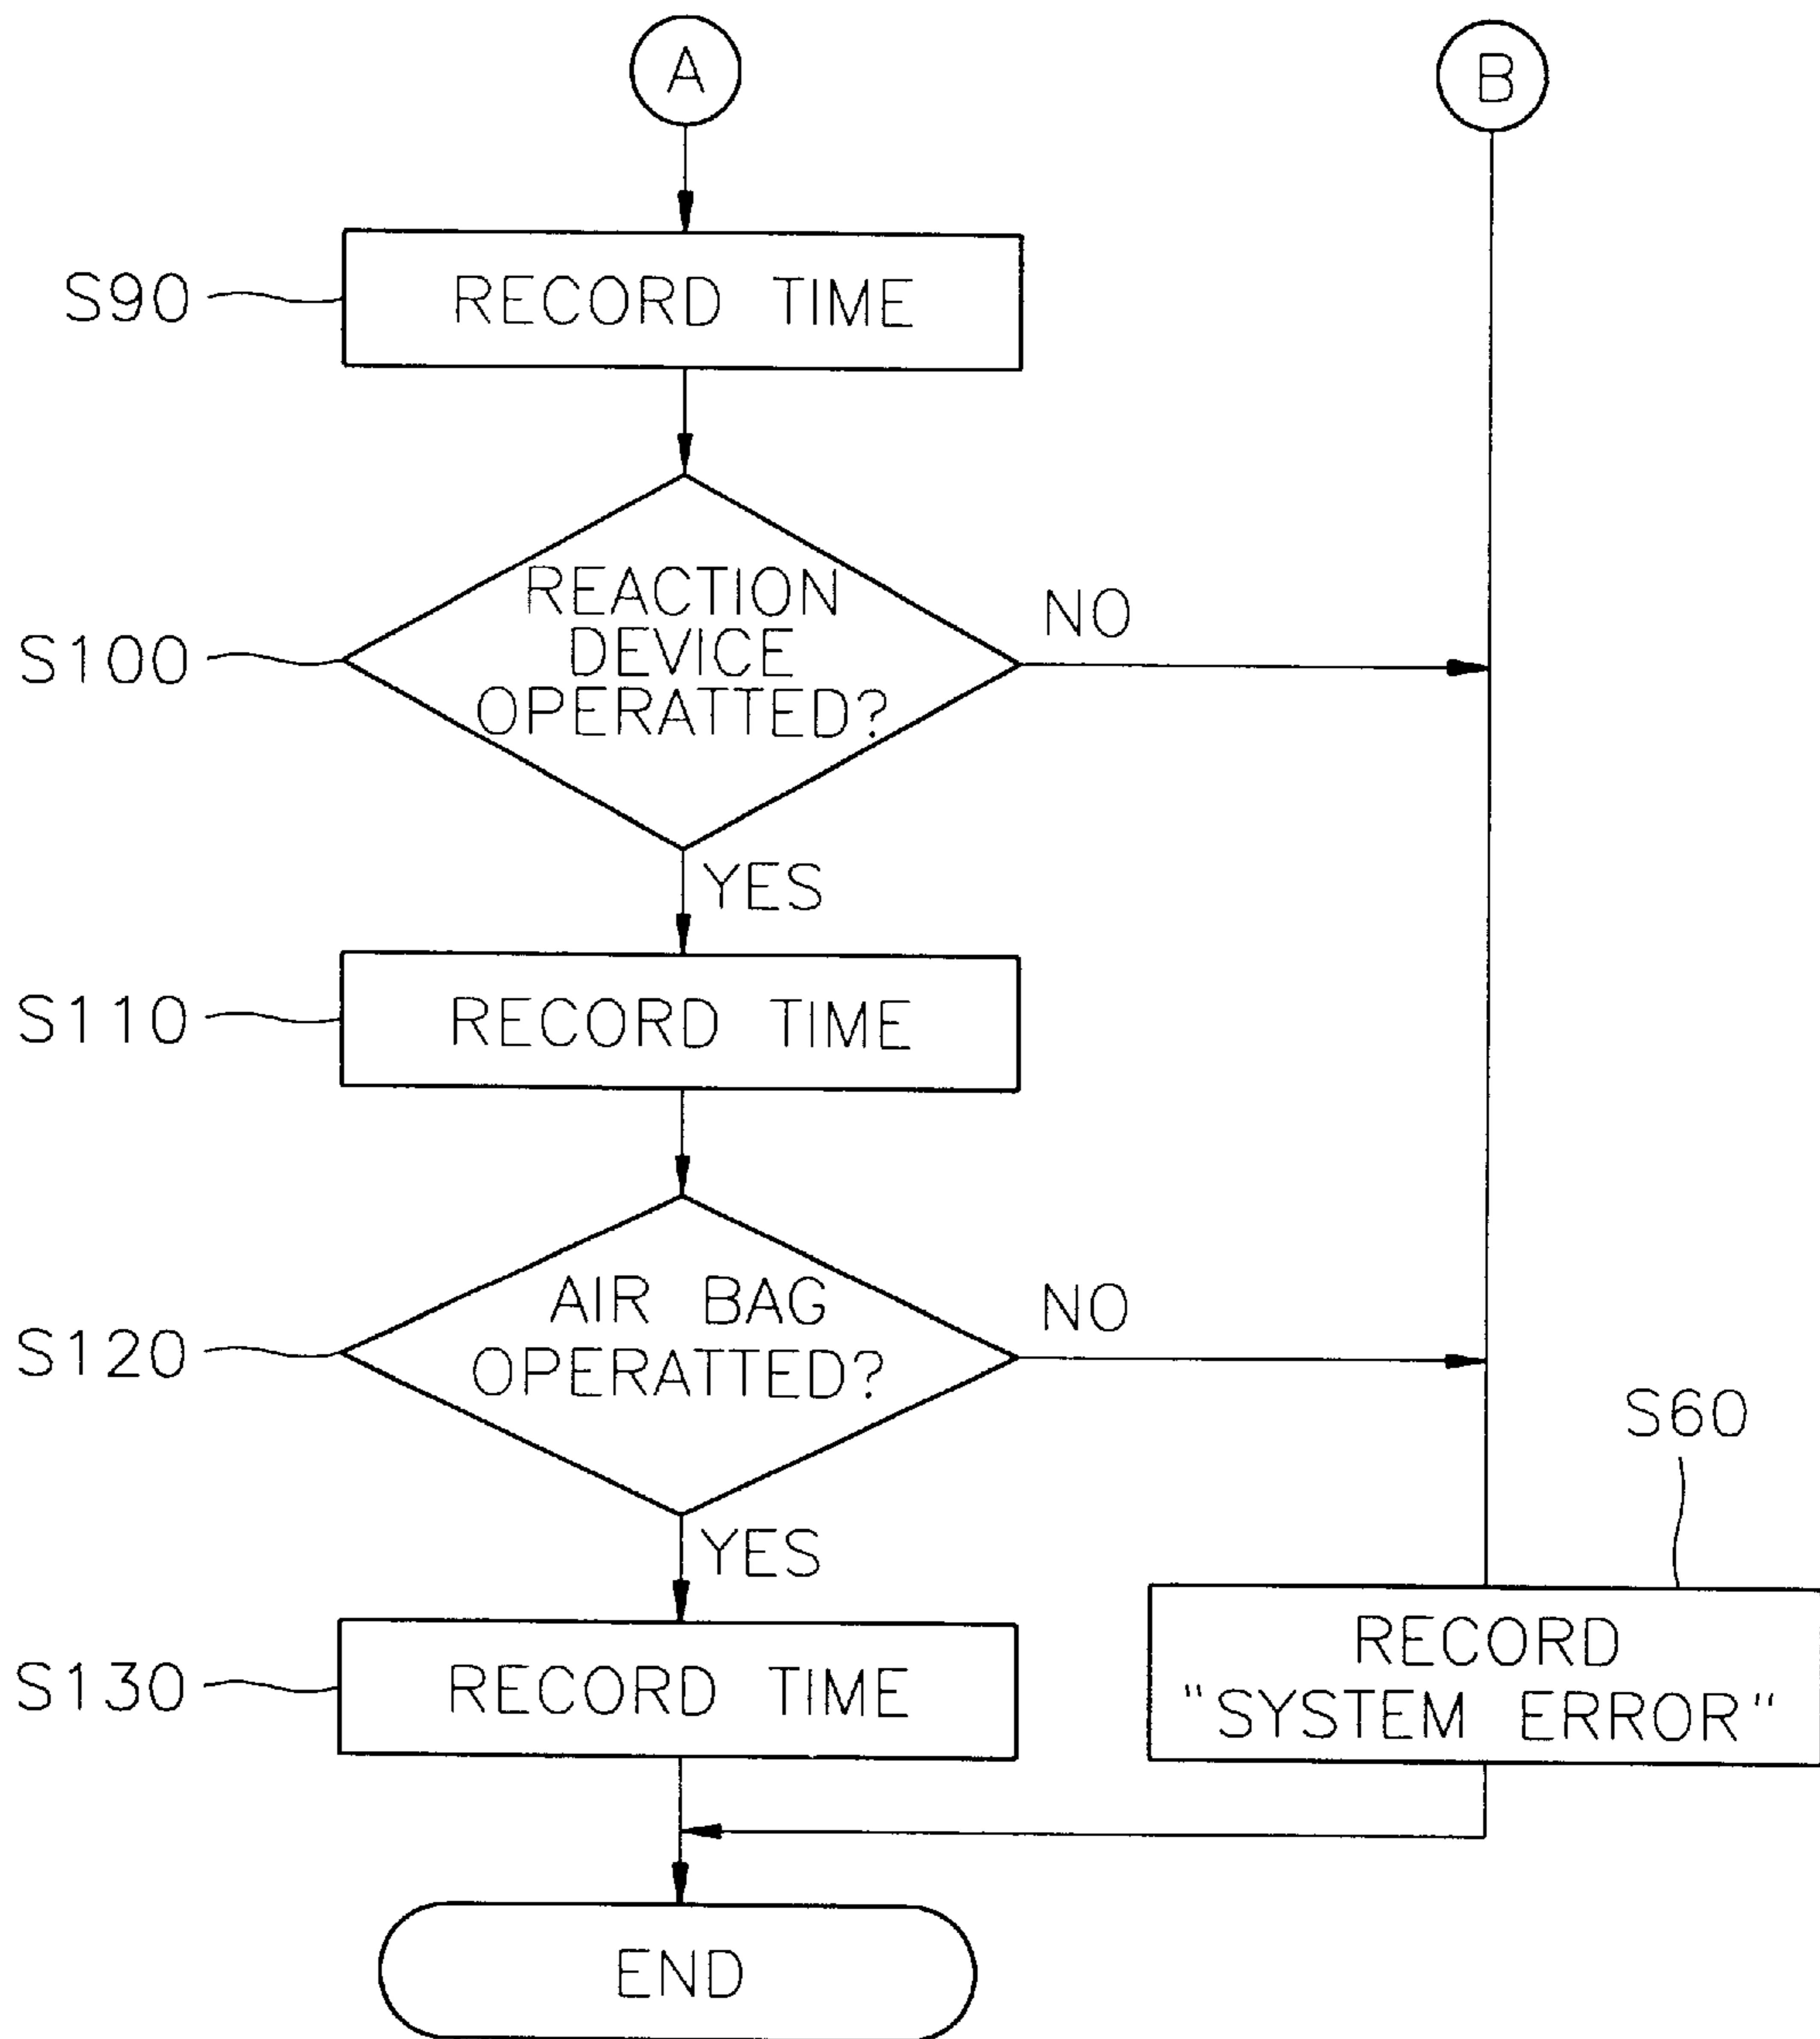 A
B
S90
RECORD TIME
S100
REACTION
DEVICE
OPERATTED?
NO
YES
S110
RECORD TIME
S120
AIR BAG
OPERATTED?
NO
S60
YES
S130
RECORD TIME
RECORD
"SYSTEM ERROR"
END